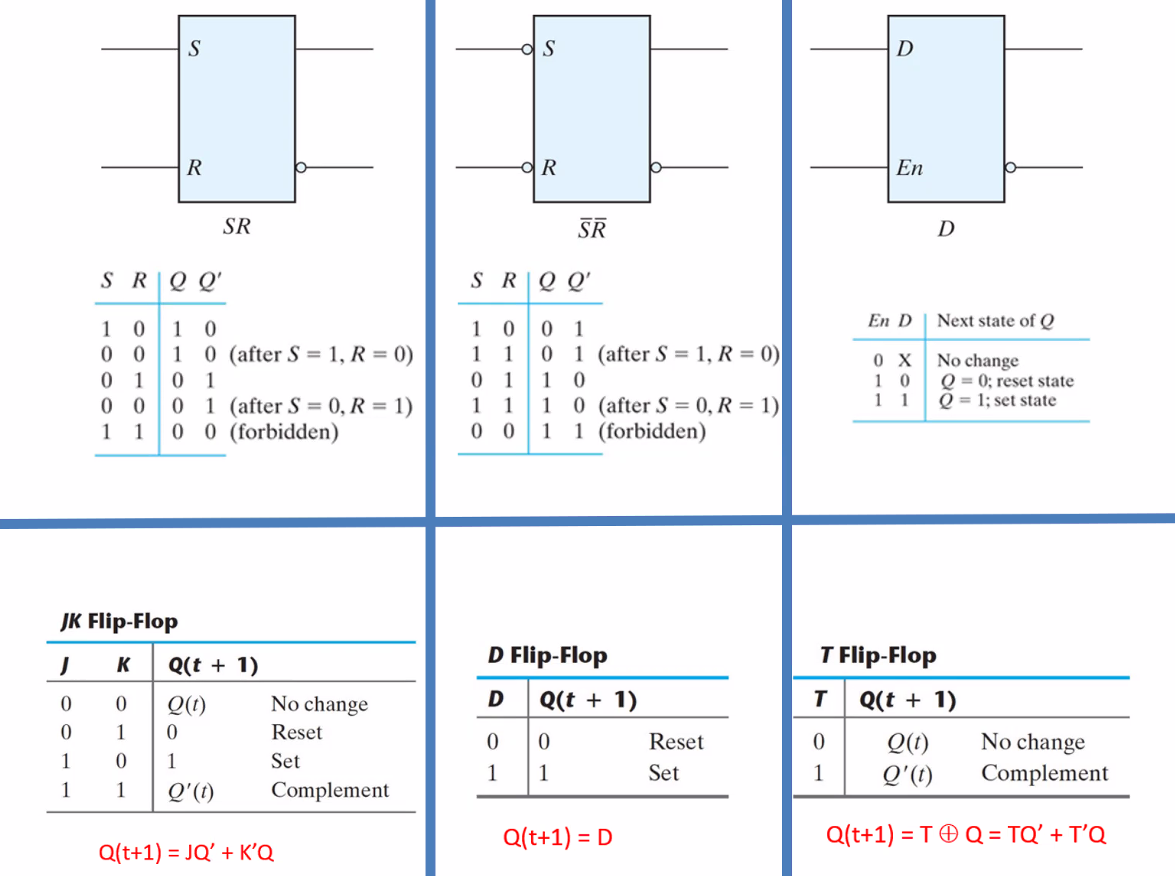 S
R
SR
S R Q Q′
1 0 1 0
0 0 1 0 (after S = 1, R = 0)
0 1 0 1
0 0 0 1 (after S = 0, R = 1)
1 1 0 0 (forbidden)
S
R
S̅R̅
S R Q Q′
1 0 0 1
1 1 0 1 (after S = 1, R = 0)
0 1 1 0
1 1 1 0 (after S = 0, R = 1)
0 0 1 1 (forbidden)
D
En
D
En D Next state of Q
0 X No change
1 0 Q = 0; reset state
1 1 Q = 1; set state
JK Flip-Flop
J K Q(t + 1)
0 0 Q(t) No change
0 1 0 Reset
1 0 1 Set
1 1 Q′(t) Complement
Q(t+1) = JQ’ + K’Q
D Flip-Flop
D Q(t + 1)
0 0 Reset
1 1 Set
Q(t+1) = D
T Flip-Flop
T Q(t + 1)
0 Q(t) No change
1 Q′(t) Complement
Q(t+1) = T ⊕ Q = TQ’ + T’Q